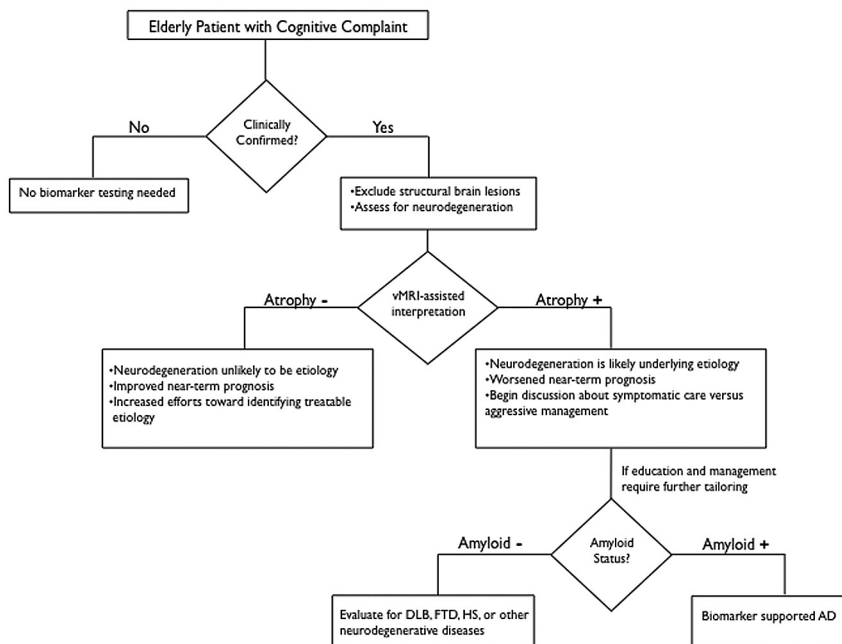 Elderly Patient with Cognitive Complaint
No
Clinically
Confirmed?
Yes
No biomarker testing needed
•Exclude structural brain lesions
•Assess for neurodegeneration
Atrophy -
vMRI-assisted
interpretation
Atrophy +
•Neurodegeneration unlikely to be etiology
•Improved near-term prognosis
•Increased efforts toward identifying treatable
etiology
•Neurodegeneration is likely underlying etiology
•Worsened near-term prognosis
•Begin discussion about symptomatic care versus
aggressive management
If education and management
require further tailoring
Amyloid -
Amyloid
Status?
Amyloid +
Evaluate for DLB, FTD, HS, or other
neurodegenerative diseases
Biomarker supported AD